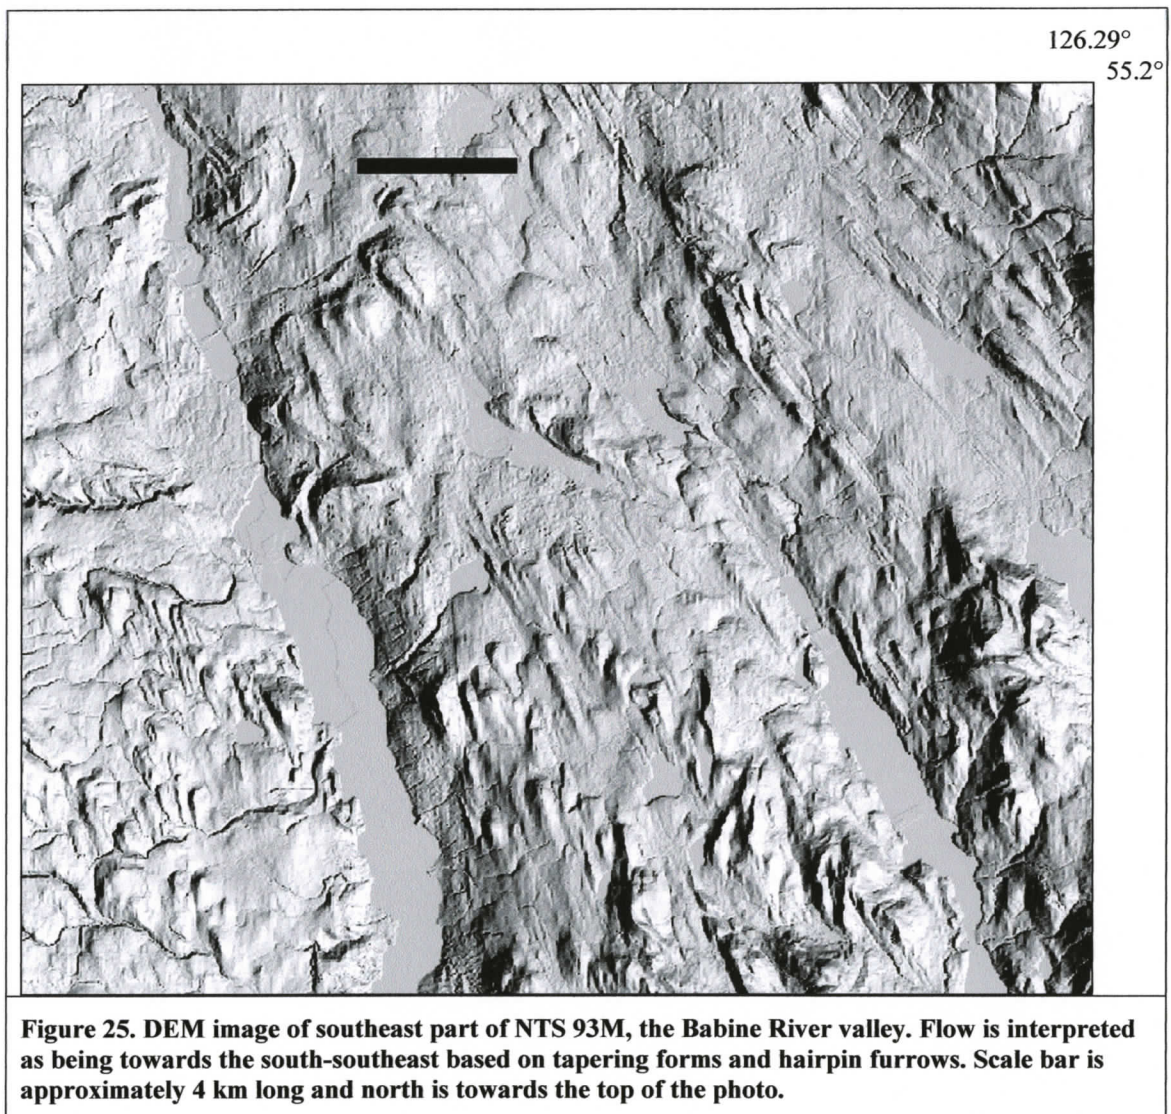 126.29°
55.2°
Figure 25. DEM image of southeast part of NTS 93M, the Babine River valley. Flow is interpreted
as being towards the south-southeast based on tapering forms and hairpin furrows. Scale bar is
approximately 4 km long and north is towards the top of the photo.